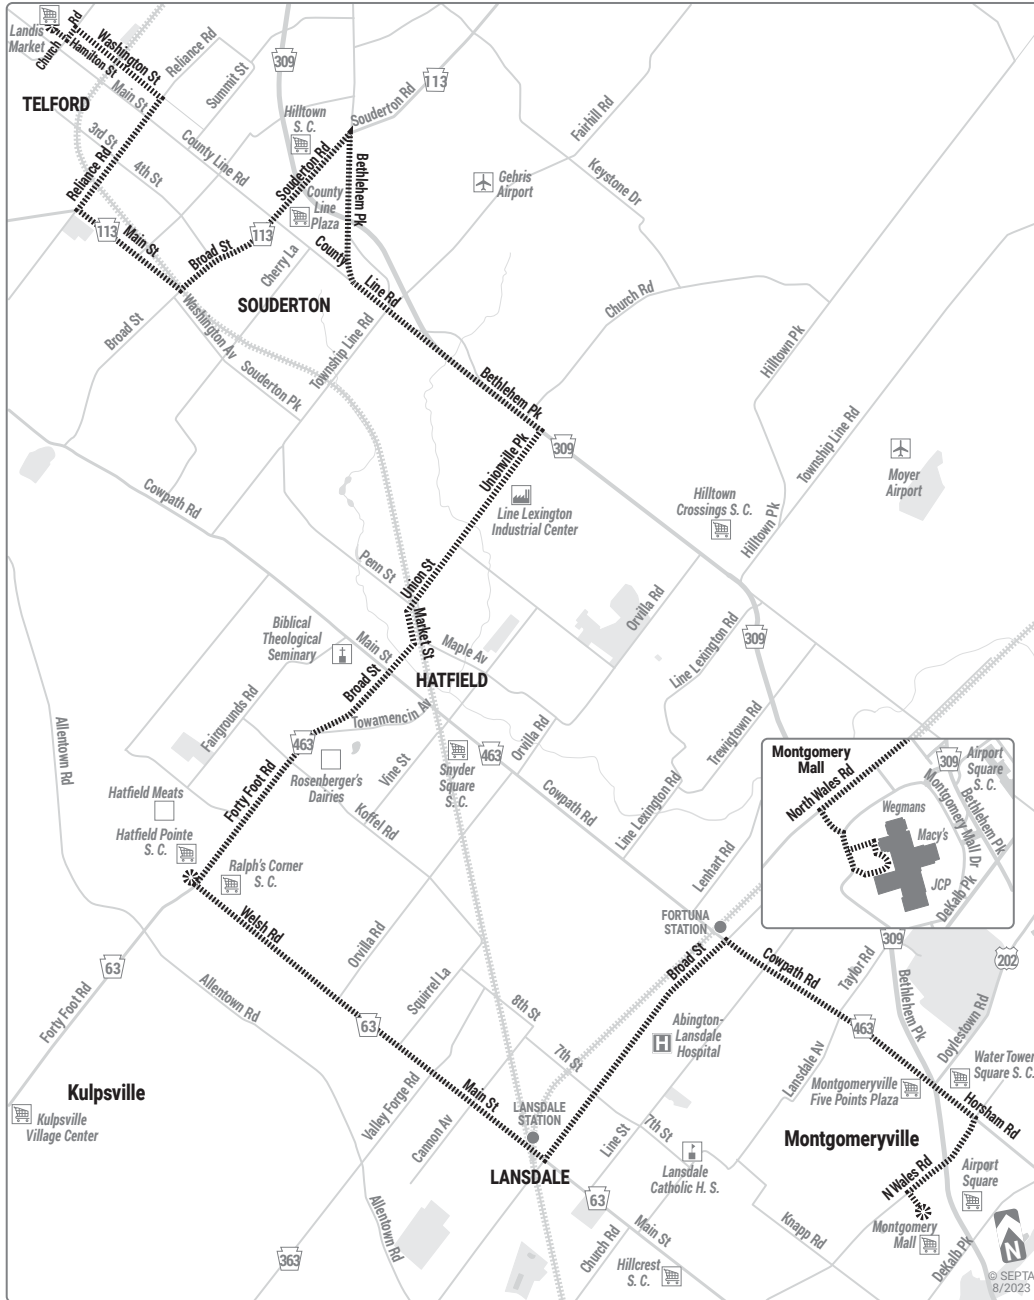 Landis
Market
Church
Rd
Hamilton St
Washington St
Reliance Rd
Summit St
309
113
Souderton Rd
TELFORD
Main St
3rd St
4th St
County Line Rd
Hilltown
S. C.
Reliance Rd
Souderton Rd
Bethlehem Pk
County
Line
Plaza
Fairhill Rd
Keystone Dr
Gehris
Airport
113
Main St
Broad St
113
Cherry La
County
Line Rd
SOUDERTON
Broad St
Washington Av
Souderton Pk
Township Line Rd
Church Rd
Hilltown Pk
Bethlehem Pk
309
Unionville Pk
Township Line Rd
Moyer
Airport
Cowpath Rd
Line Lexington
Industrial Center
Hilltown
Crossings S. C.
Hilltown Pk
Penn St
Union St
Market St
Orvilla Rd
309
Biblical
Theological
Seminary
Main St
Maple Av
Line Lexington Rd
HATFIELD
Broad St
Fairgrounds Rd
Towamencin Av
Allentown Rd
463
Rosenberger's
Dairies
Vine St
Snyder
Square
S. C.
463
Orvilla Rd
Trewigtown Rd
Hatfield Meats
Forty Foot Rd
Koffel Rd
Cowpath Rd
Line Lexington Rd
Hatfield Pointe
S. C.
Ralph's Corner
S. C.
Lenhart Rd
Montgomery
Mall
North Wales Rd
309
Airport
Square
S. C.
Montgomery Mall Dr
Bethlehem Pk
Wegmans
Macy's
JCP
DeKalb Pk
Welsh Rd
Orvilla Rd
FORTUNA
STATION
Broad St
Cowpath Rd
Taylor Rd
309
202
63
Forty Foot Rd
Allentown Rd
Squirrel La
8th St
Bethlehem Pk
Doylestown Rd
63
Abington-
Lansdale
Hospital
463
7th St
Lansdale Av
Water Tower
Square S. C.
Kulpsville
Main St
Valley Forge Rd
Cannon Av
LANSDALE
STATION
Montgomeryville
Five Points Plaza
Horsham Rd
Kulpsville
Village Center
Line St
7th St
Montgomeryville
LANSDALE
Lansdale
Catholic H. S.
N Wales Rd
Airport
Square
63
Allentown Rd
Main St
Church Rd
Knapp Rd
Montgomery
Mall
DeKalb Pk
363
Hillcrest
S. C.
N
© SEPTA
8/2023